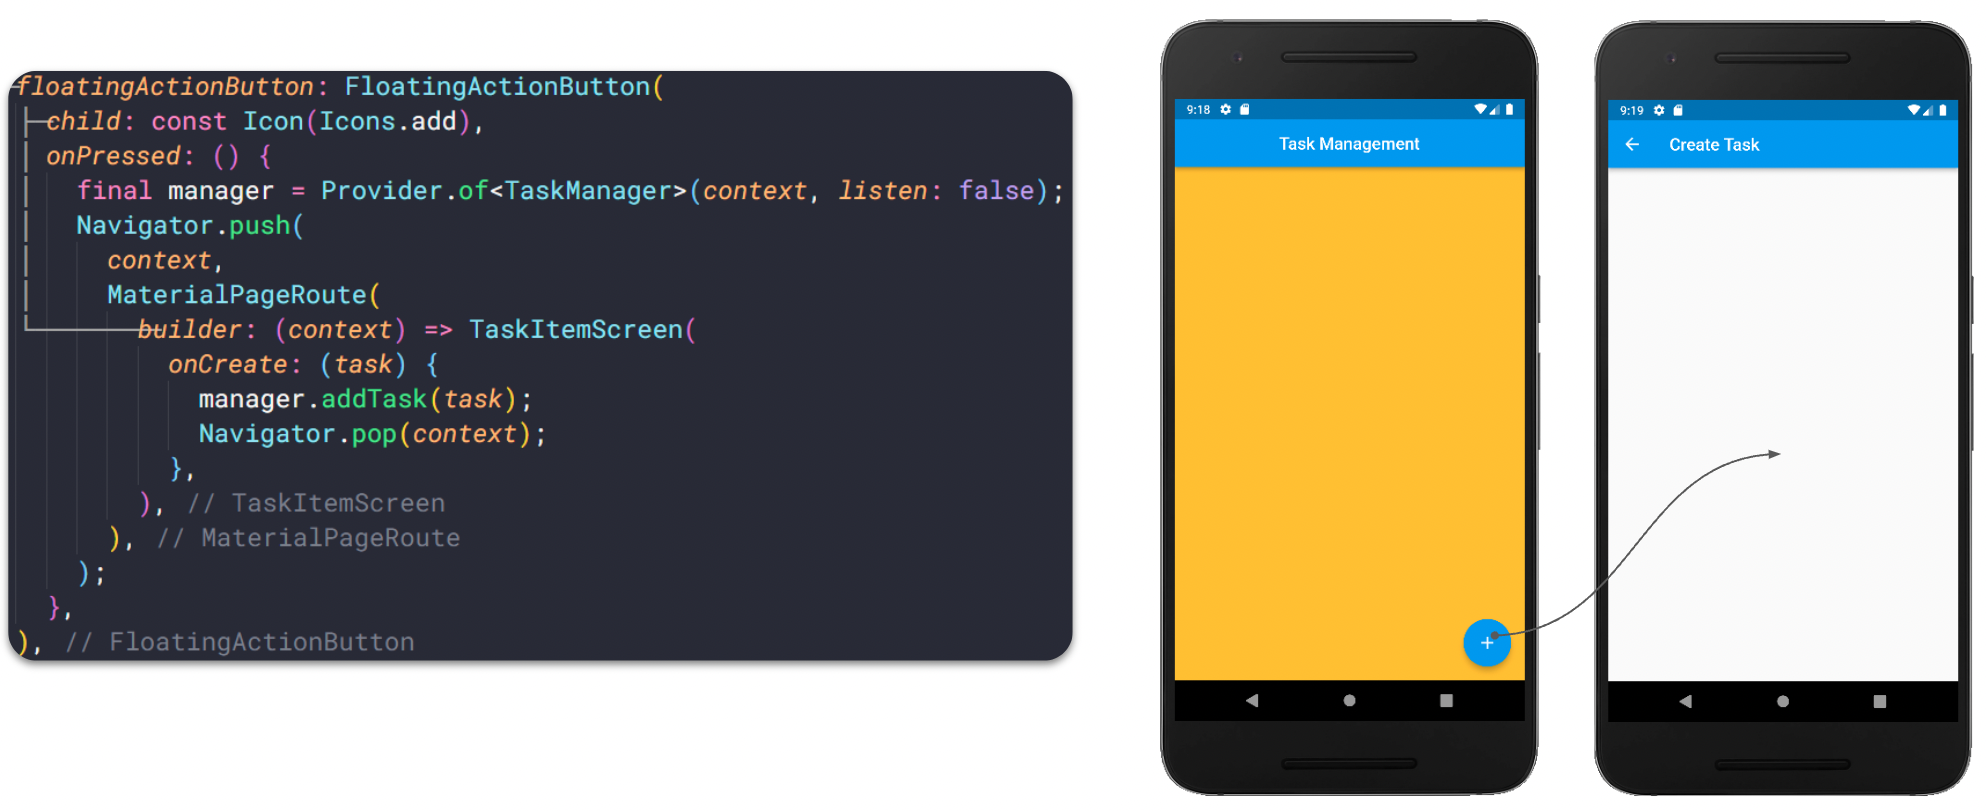 floatingActionButton: FloatingActionButton(
child: const Icon(Icons.add),
onPressed: () {
final manager = Provider.of<TaskManager>(context, listen: false);
Navigator.push(
context,
MaterialPageRoute(
builder: (context) => TaskItemScreen(
onCreate: (task) {
manager.addTask(task);
Navigator.pop(context);
},
), // TaskItemScreen
), // MaterialPageRoute
);
},
), // FloatingActionButton
9:18
Task Management
+
9:19
Create Task